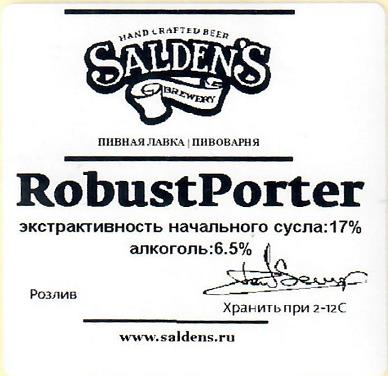 HAND CRAFTED BEER
SALDEN'S
BREWERY
ПИВНАЯ ЛАВКА | ПИВОВАРНЯ
RobustPorter
экстрактивность начального сусла:17%
алкоголь:6.5%
Розлив
Хранить при 2-12С
www.saldens.ru